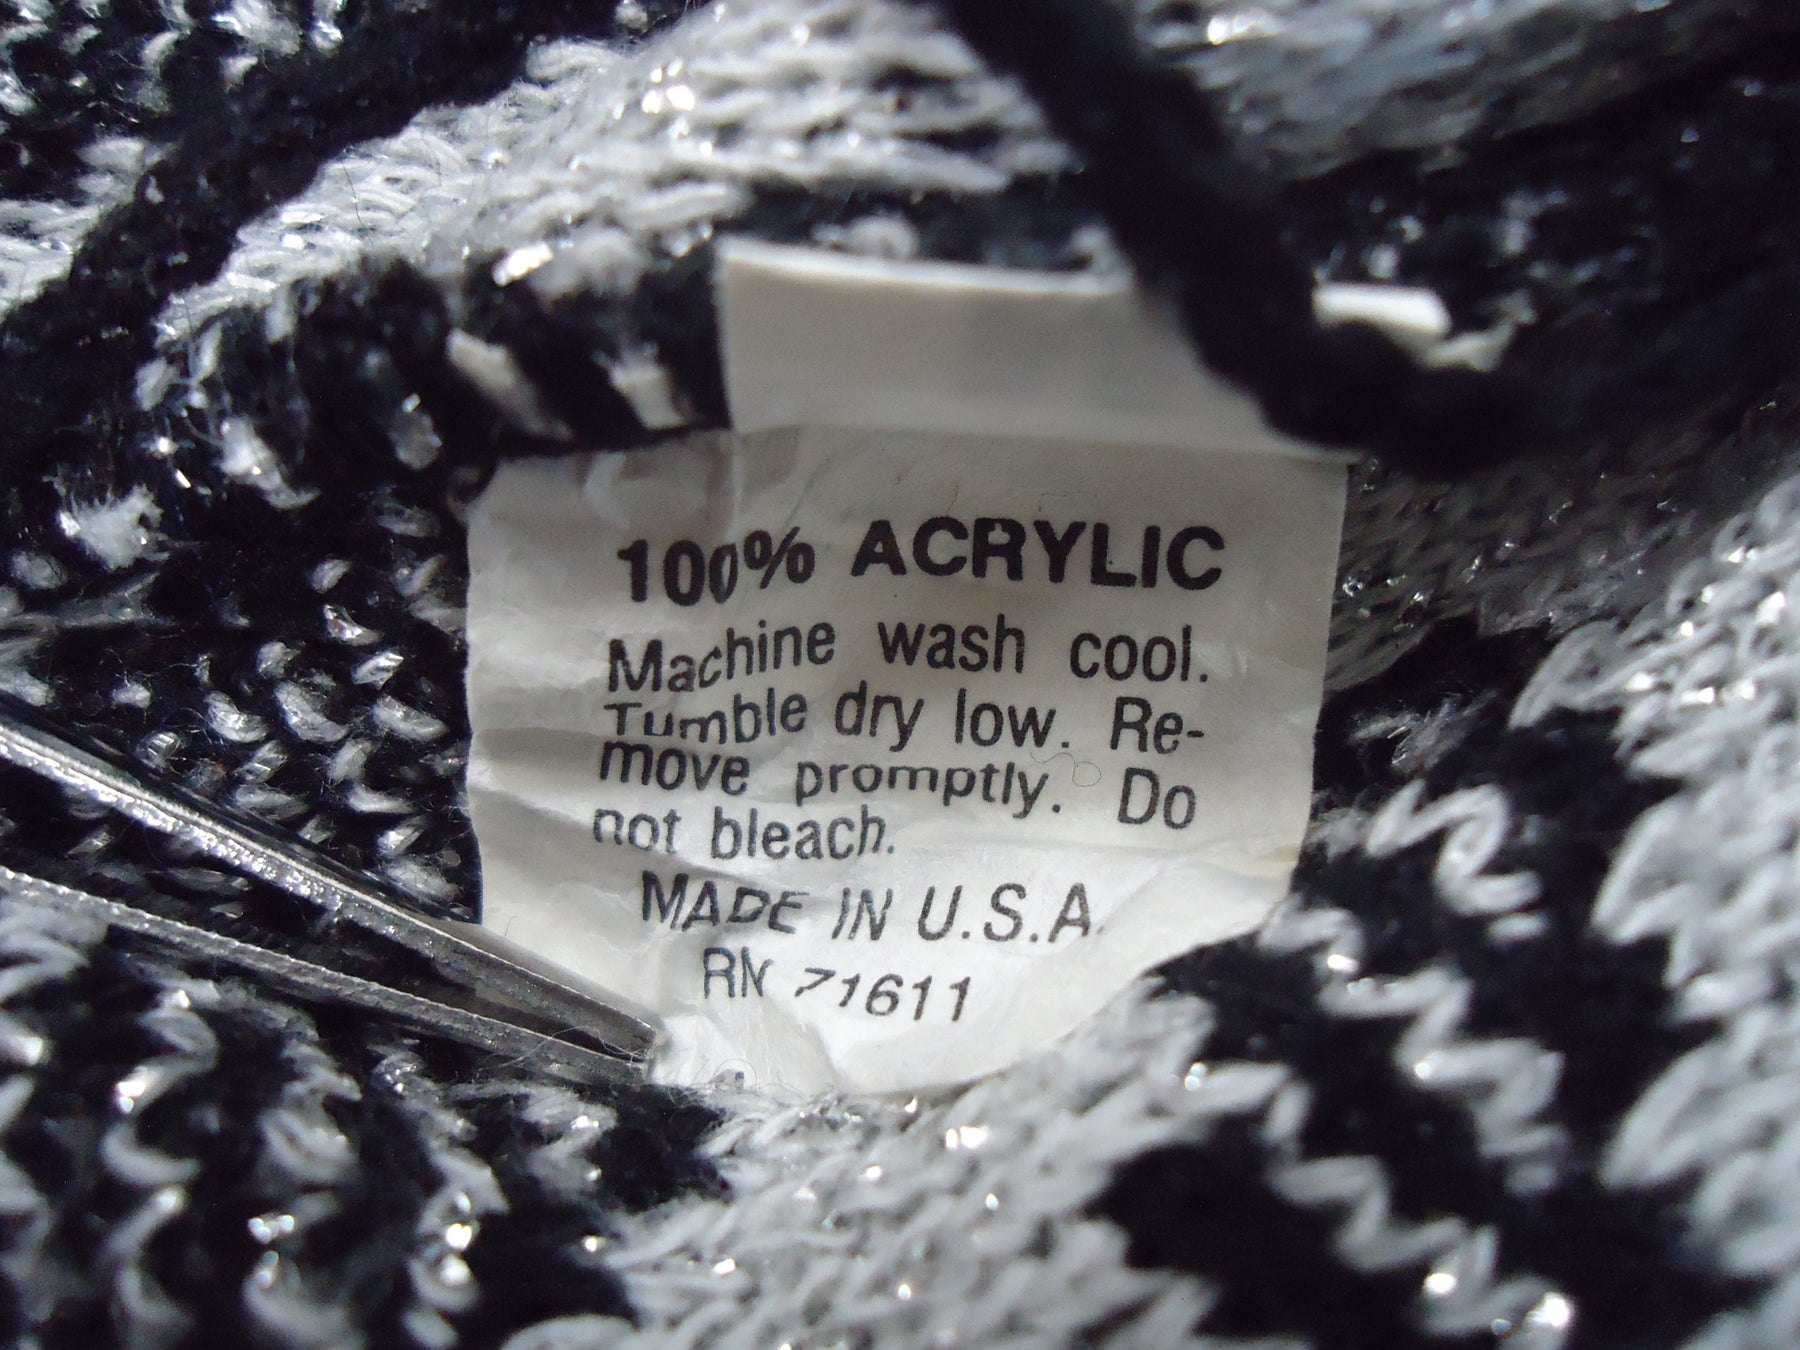 100% ACRYLIC
Machine wash cool.
Tumble dry low. Re-
move promptly. Do
not bleach.
MADE IN U.S.A.
RN 71611